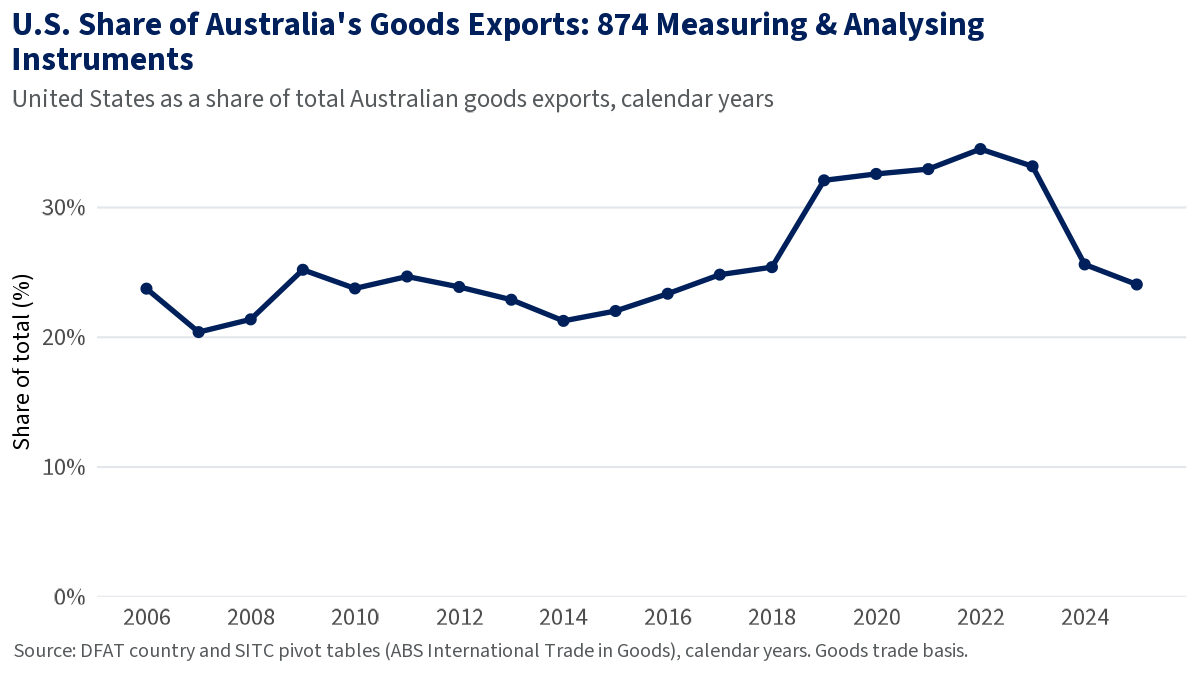 U.S. Share of Australia's Goods Exports: 874 Measuring & Analysing
Instruments
United States as a share of total Australian goods exports, calendar years
Share of total (%)
30%
20%
10%
0%
2006 2008 2010 2012 2014 2016 2018 2020 2022 2024
Source: DFAT country and SITC pivot tables (ABS International Trade in Goods), calendar years. Goods trade basis.